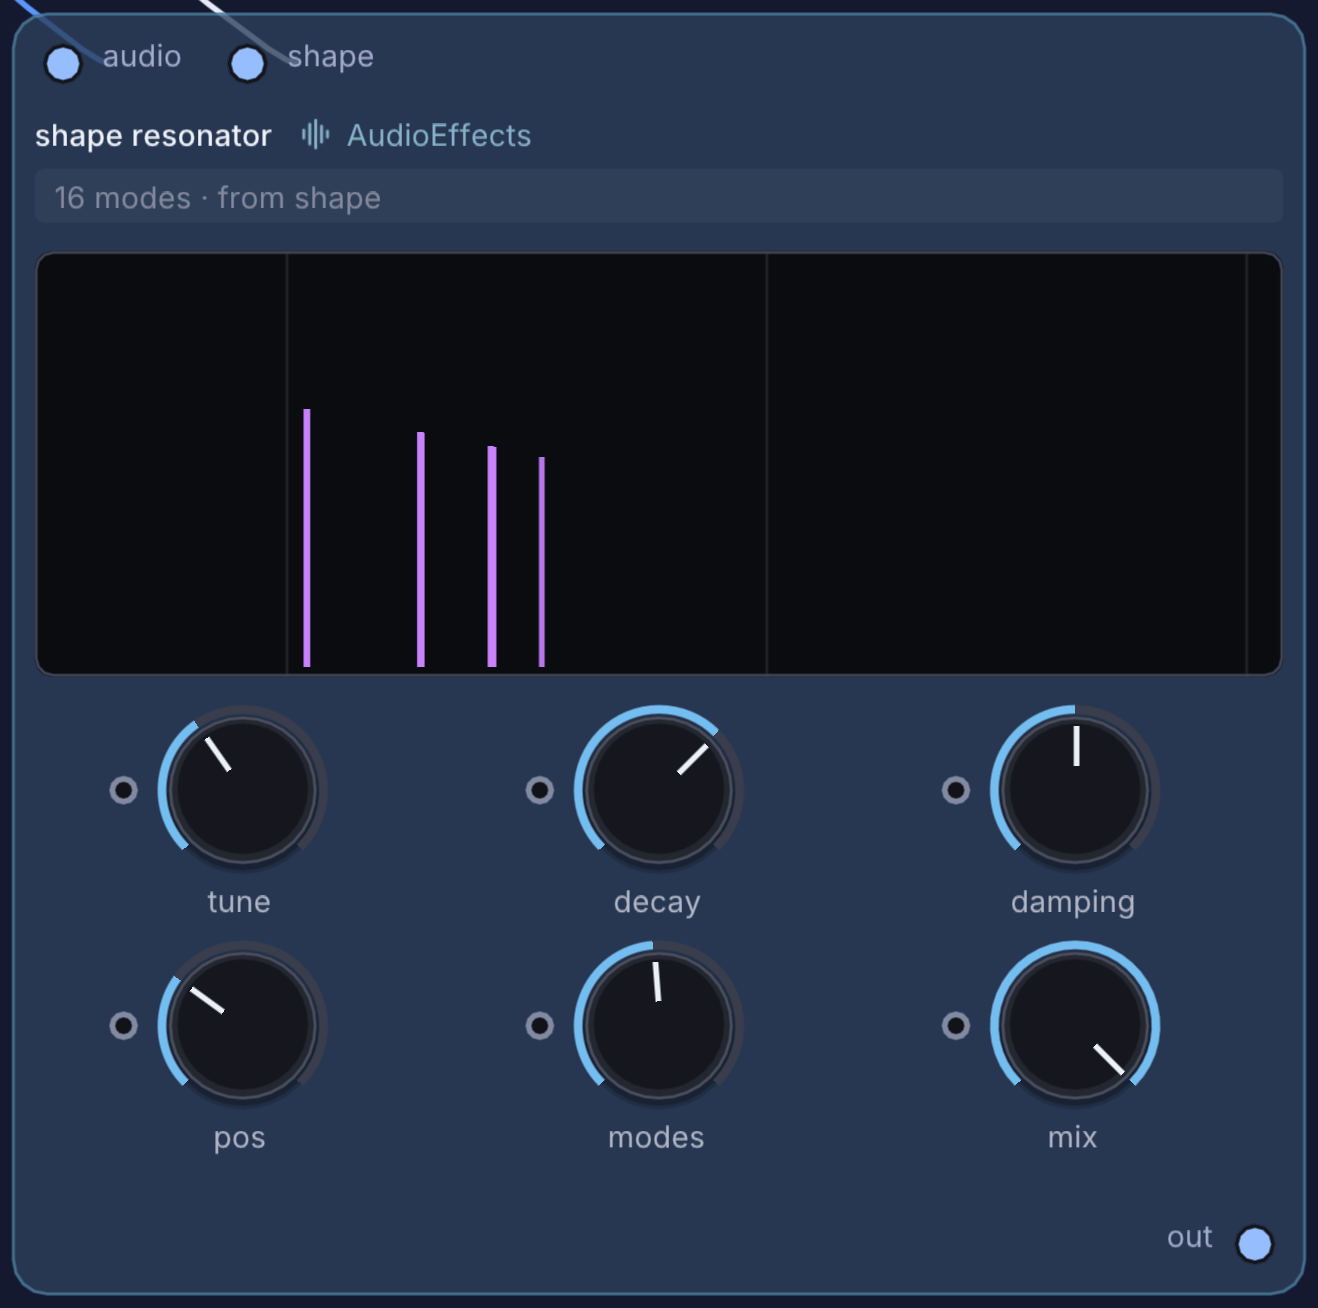 audio shape
shape resonator AudioEffects
16 modes · from shape
tune decay damping
pos modes mix
out